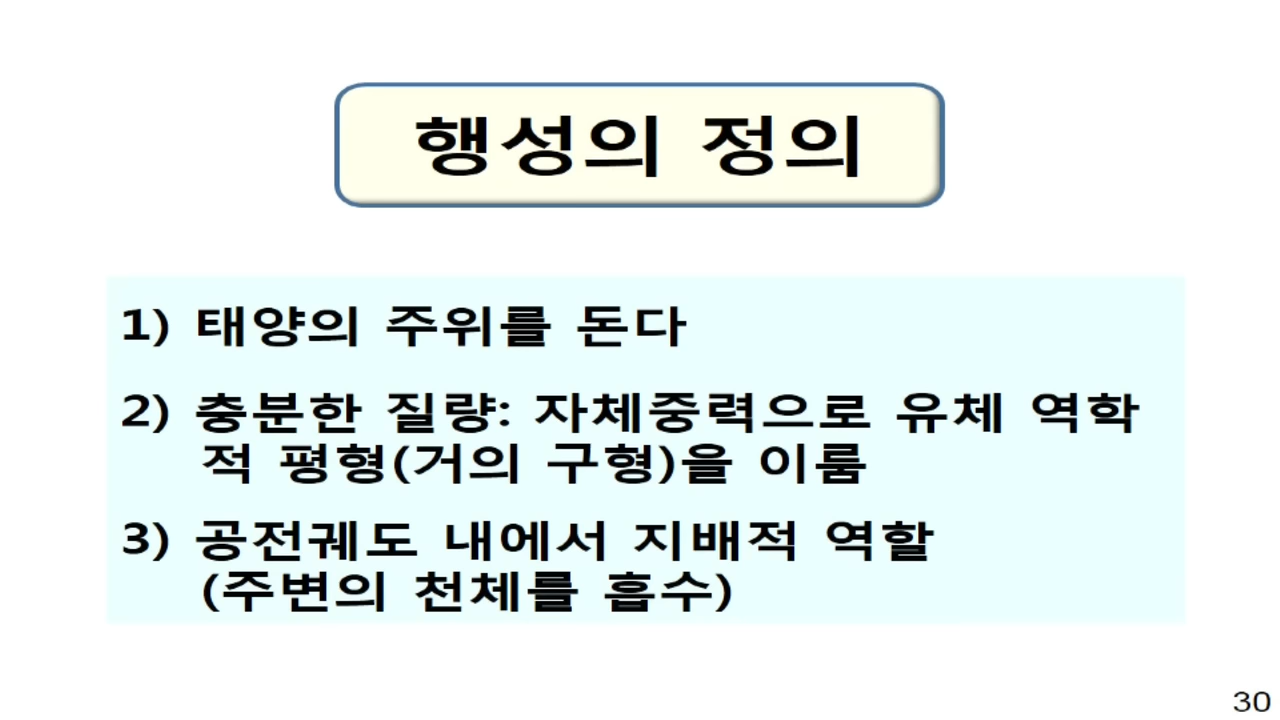 행성의 정의
1) 태양의 주위를 돈다
2) 충분한 질량: 자체중력으로 유체 역학
적 평형(거의 구형)을 이룸
3) 공전궤도 내에서 지배적 역할
(주변의 천체를 흡수)
30